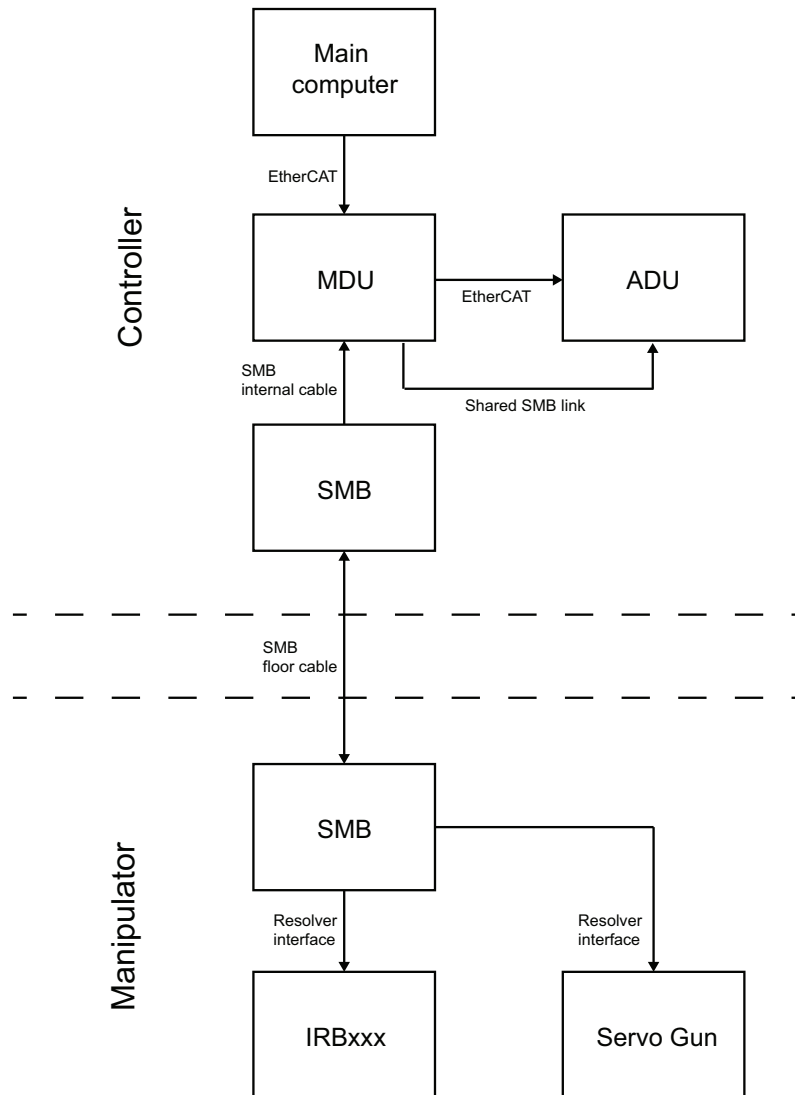 Main
computer
EtherCAT
Controller
MDU
EtherCAT
ADU
SMB
internal cable
Shared SMB link
SMB
SMB
floor cable
Manipulator
SMB
Resolver
interface
Resolver
interface
IRBxxx
Servo Gun